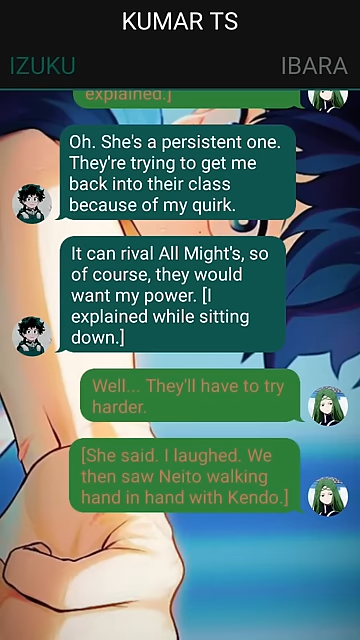 KUMAR TS
IZUKU
IBARA
explained.]
Oh. She's a persistent one.
They're trying to get me
back into their class
because of my quirk.
It can rival All Might's, so
of course, they would
want my power. [I
explained while sitting
down.]
Well... They'll have to try
harder.
[She said. I laughed. We
then saw Neito walking
hand in hand with Kendo.]